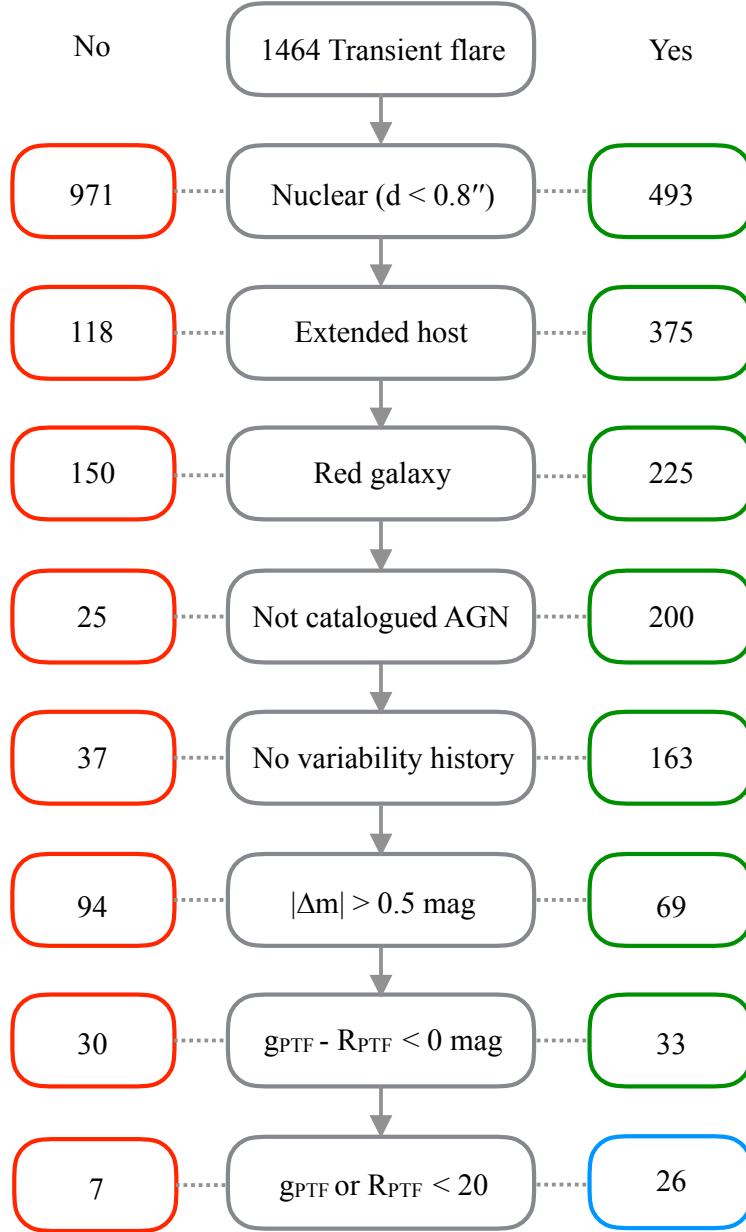 No 1464 Transient flare Yes
971 Nuclear (d < 0.8′′) 493
118 Extended host 375
150 Red galaxy 225
25 Not catalogued AGN 200
37 No variability history 163
94 |Δm| > 0.5 mag 69
30 gPTF - RPTF < 0 mag 33
7 gPTF or RPTF < 20 26